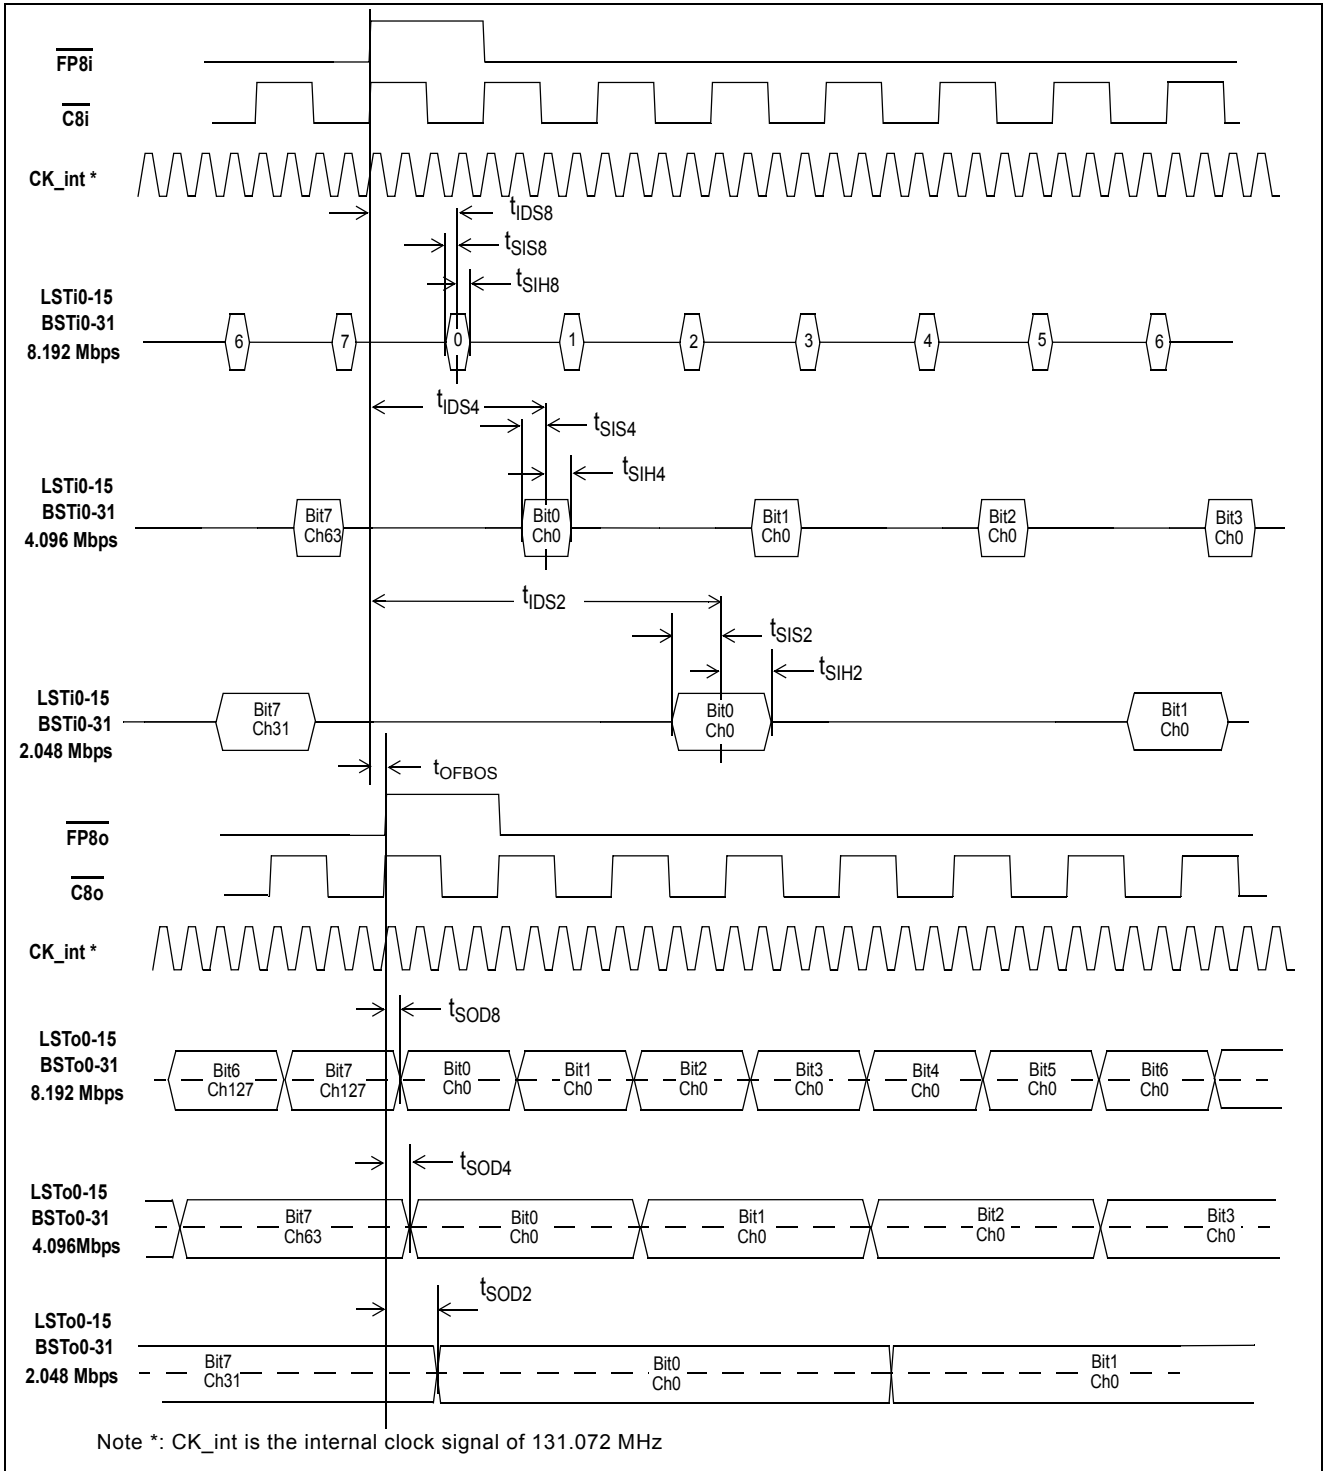 FP8i
C8i
CK_int *
tIDS8
tSIS8
tSIH8
LSTi0-15
BSTi0-31
8.192 Mbps
6 7 0 1 2 3 4 5 6
tIDS4
tSIS4
tSIH4
LSTi0-15
BSTi0-31
4.096 Mbps
Bit7 Bit0 Bit1 Bit2 Bit3
Ch63 Ch0 Ch0 Ch0 Ch0
tIDS2
tSIS2
tSIH2
LSTi0-15
BSTi0-31
2.048 Mbps
Bit7 Bit0 Bit1
Ch31 Ch0 Ch0
tOFBOS
FP8o
C8o
CK_int *
tSOD8
LSTo0-15
BSTo0-31
8.192 Mbps
Bit6 Bit7 Bit0 Bit1 Bit2 Bit3 Bit4 Bit5 Bit6
Ch127 Ch127 Ch0 Ch0 Ch0 Ch0 Ch0 Ch0 Ch0
tSOD4
LSTo0-15
BSTo0-31
4.096Mbps
Bit7 Bit0 Bit1 Bit2 Bit3
Ch63 Ch0 Ch0 Ch0 Ch0
tSOD2
LSTo0-15
BSTo0-31
2.048 Mbps
Bit7 Bit0 Bit1
Ch31 Ch0 Ch0
Note *: CK_int is the internal clock signal of 131.072 MHz